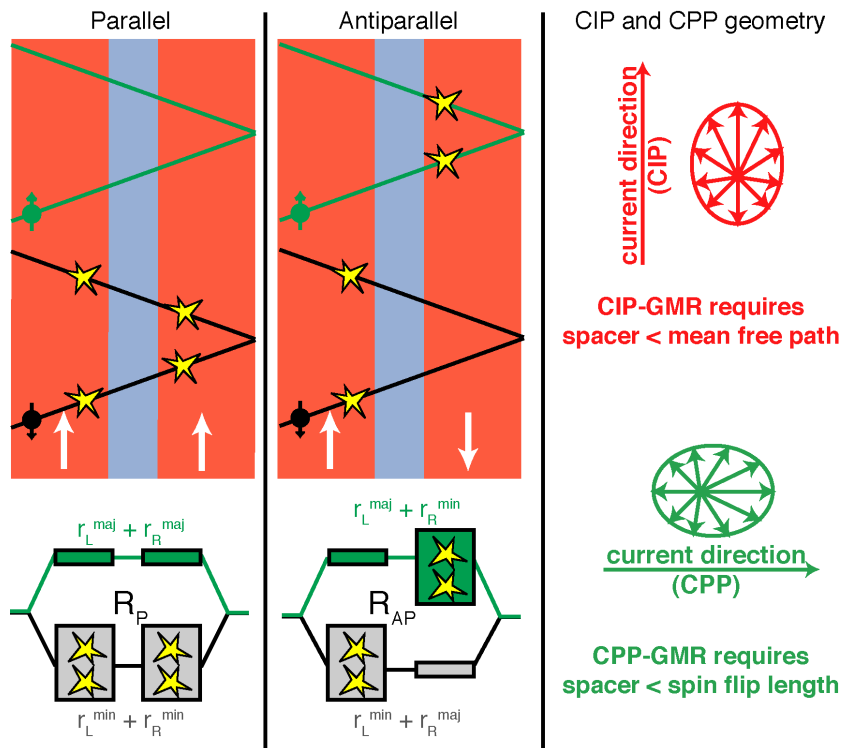 Parallel
Antiparallel
CIP and CPP geometry
current direction
(CIP)
CIP-GMR requires
spacer < mean free path
r_L^maj + r_R^maj
R_P
r_L^min + r_R^min
r_L^maj + r_R^min
R_AP
r_L^min + r_R^maj
current direction
(CPP)
CPP-GMR requires
spacer < spin flip length